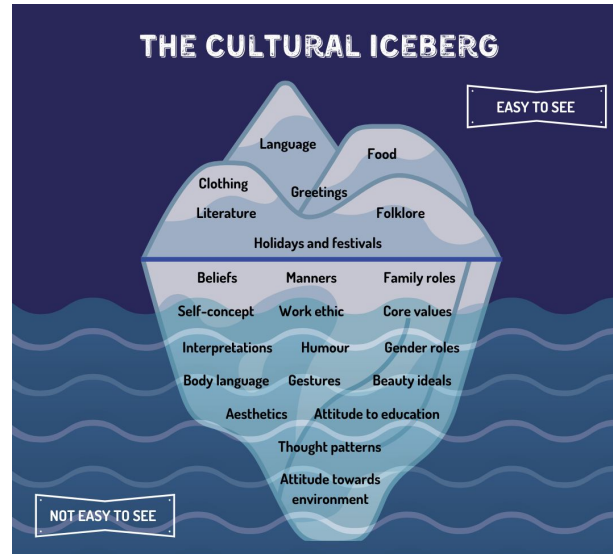 THE CULTURAL ICEBERG
EASY TO SEE
Language
Food
Clothing
Greetings
Literature
Folklore
Holidays and festivals
Beliefs Manners Family roles
Self-concept Work ethic Core values
Interpretations Humour Gender roles
Body language Gestures Beauty ideals
Aesthetics Attitude to education
Thought patterns
Attitude towards
environment
NOT EASY TO SEE